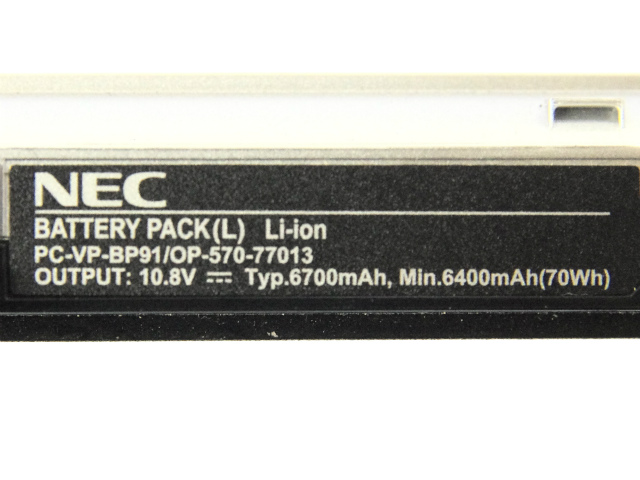 NEC
BATTERY PACK(L) Li-ion
PC-VP-BP91/OP-570-77013
OUTPUT: 10.8V ⎓ Typ.6700mAh, Min.6400mAh(70Wh)